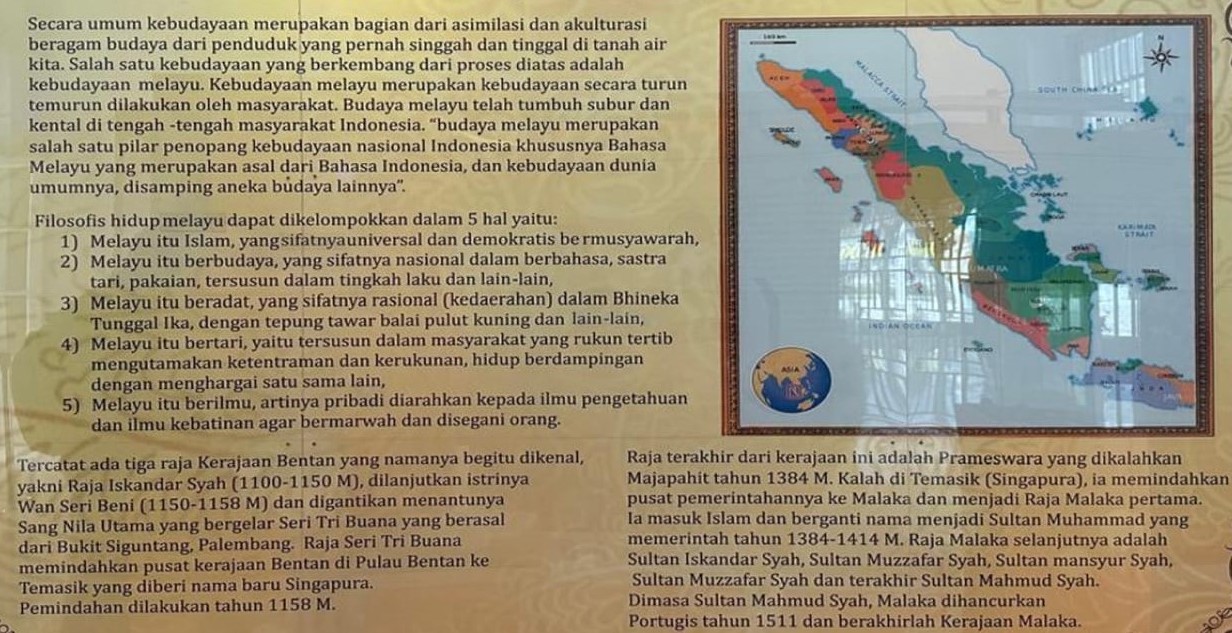 Secara umum kebudayaan merupakan bagian dari asimilasi dan akulturasi
beragam budaya dari penduduk yang pernah singgah dan tinggal di tanah air
kita. Salah satu kebudayaan yang berkembang dari proses diatas adalah
kebudayaan melayu. Kebudayaan melayu merupakan kebudayaan secara turun
temurun dilakukan oleh masyarakat. Budaya melayu telah tumbuh subur dan
kental di tengah -tengah masyarakat Indonesia. “budaya melayu merupakan
salah satu pilar penopang kebudayaan nasional Indonesia khususnya Bahasa
Melayu yang merupakan asal dari Bahasa Indonesia, dan kebudayaan dunia
umumnya, disamping aneka budaya lainnya”.
Filosofis hidup melayu dapat dikelompokkan dalam 5 hal yaitu:
1) Melayu itu Islam, yang sifatnya universal dan demokratis be rmusyawarah,
2) Melayu itu berbudaya, yang sifatnya nasional dalam berbahasa, sastra
tari, pakaian, tersusun dalam tingkah laku dan lain-lain,
3) Melayu itu beradat, yang sifatnya rasional (kedaerahan) dalam Bhineka
Tunggal Ika, dengan tepung tawar balai pulut kuning dan lain-lain,
4) Melayu itu bertari, yaitu tersusun dalam masyarakat yang rukun tertib
mengutamakan ketentraman dan kerukunan, hidup berdampingan
dengan menghargai satu sama lain,
5) Melayu itu berilmu, artinya pribadi diarahkan kepada ilmu pengetahuan
dan ilmu kebatinan agar bermarwah dan disegani orang.
Tercatat ada tiga raja Kerajaan Bentan yang namanya begitu dikenal,
yakni Raja Iskandar Syah (1100-1150 M), dilanjutkan istrinya
Wan Seri Beni (1150-1158 M) dan digantikan menantunya
Sang Nila Utama yang bergelar Seri Tri Buana yang berasal
dari Bukit Siguntang, Palembang. Raja Seri Tri Buana
memindahkan pusat kerajaan Bentan di Pulau Bentan ke
Temasik yang diberi nama baru Singapura.
Pemindahan dilakukan tahun 1158 M.
N
ACEH
MALACCA STRAIT
SOUTH CHINA SEA
KARIMATA
STRAIT
INDIAN OCEAN
ASIA
Raja terakhir dari kerajaan ini adalah Prameswara yang dikalahkan
Majapahit tahun 1384 M. Kalah di Temasik (Singapura), ia memindahkan
pusat pemerintahannya ke Malaka dan menjadi Raja Malaka pertama.
Ia masuk Islam dan berganti nama menjadi Sultan Muhammad yang
memerintah tahun 1384-1414 M. Raja Malaka selanjutnya adalah
Sultan Iskandar Syah, Sultan Muzzafar Syah, Sultan mansyur Syah,
Sultan Muzzafar Syah dan terakhir Sultan Mahmud Syah.
Dimasa Sultan Mahmud Syah, Malaka dihancurkan
Portugis tahun 1511 dan berakhirlah Kerajaan Malaka.